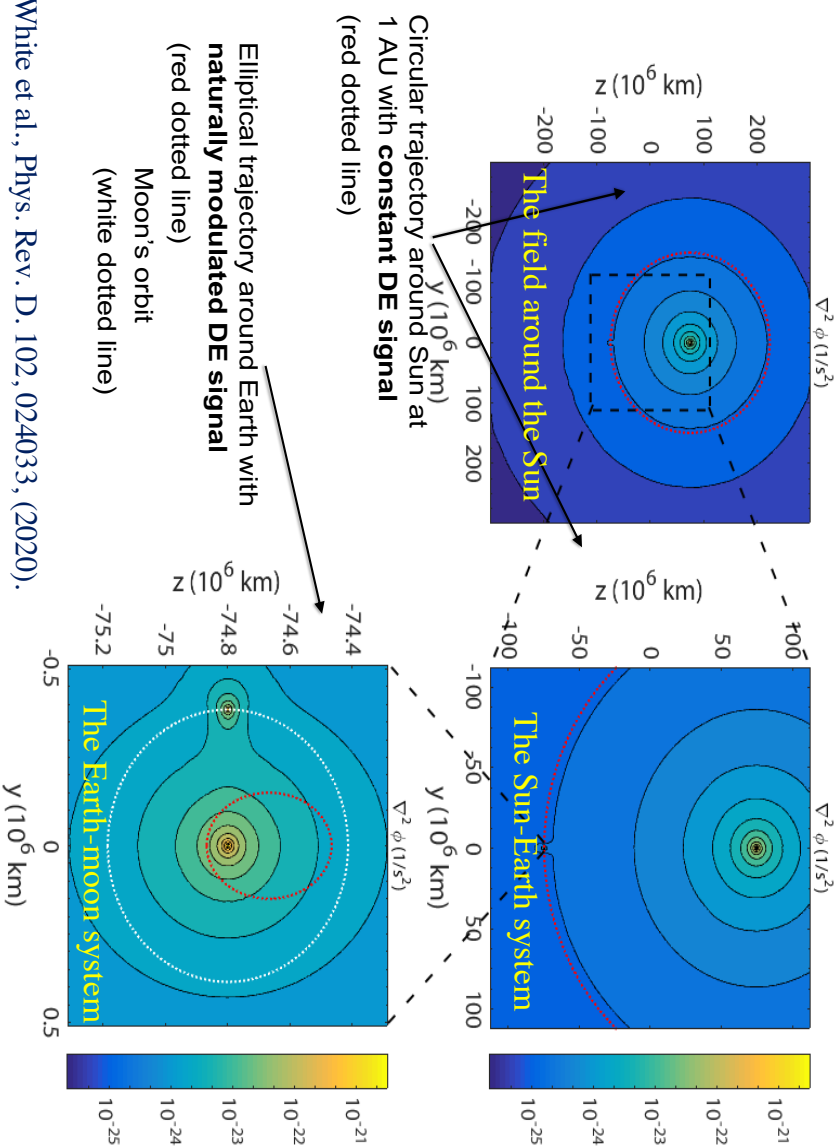 ∇² ϕ (1/s²)
z (10⁶ km)
200
100
0
-100
-200
The field around the Sun
-200
-100
0
100
200
y (10⁶ km)
∇² ϕ (1/s²)
z (10⁶ km)
100
50
0
-50
-100
The Sun-Earth system
-100
-50
0
50
100
y (10⁶ km)
10⁻²¹
10⁻²²
10⁻²³
10⁻²⁴
10⁻²⁵
Circular trajectory around Sun at
1 AU with constant DE signal
(red dotted line)
Elliptical trajectory around Earth with
naturally modulated DE signal
(red dotted line)
Moon's orbit
(white dotted line)
∇² ϕ (1/s²)
z (10⁶ km)
-74.4
-74.6
-74.8
-75
-75.2
The Earth-moon system
-0.5
0
0.5
y (10⁶ km)
10⁻²¹
10⁻²²
10⁻²³
10⁻²⁴
10⁻²⁵
White et al., Phys. Rev. D. 102, 024033, (2020).